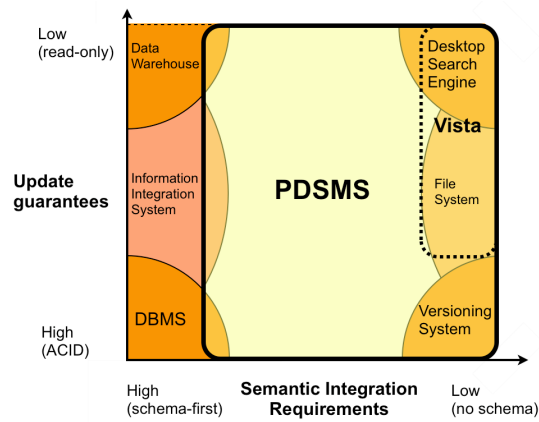 Low
(read-only)
Data
Warehouse
Desktop
Search
Engine
Vista
Update
guarantees
Information
Integration
System
PDSMS
File
System
DBMS
Versioning
System
High
(ACID)
High
(schema-first)
Semantic Integration
Requirements
Low
(no schema)